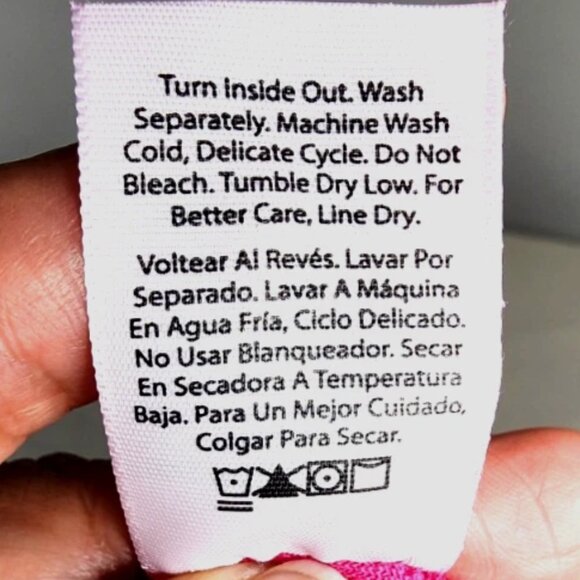 Turn Inside Out. Wash
Separately. Machine Wash
Cold, Delicate Cycle. Do Not
Bleach. Tumble Dry Low. For
Better Care, Line Dry.
Voltear Al Revés. Lavar Por
Separado. Lavar A Máquina
En Agua Fría, Ciclo Delicado.
No Usar Blanqueador. Secar
En Secadora A Temperatura
Baja. Para Un Mejor Cuidado,
Colgar Para Secar.